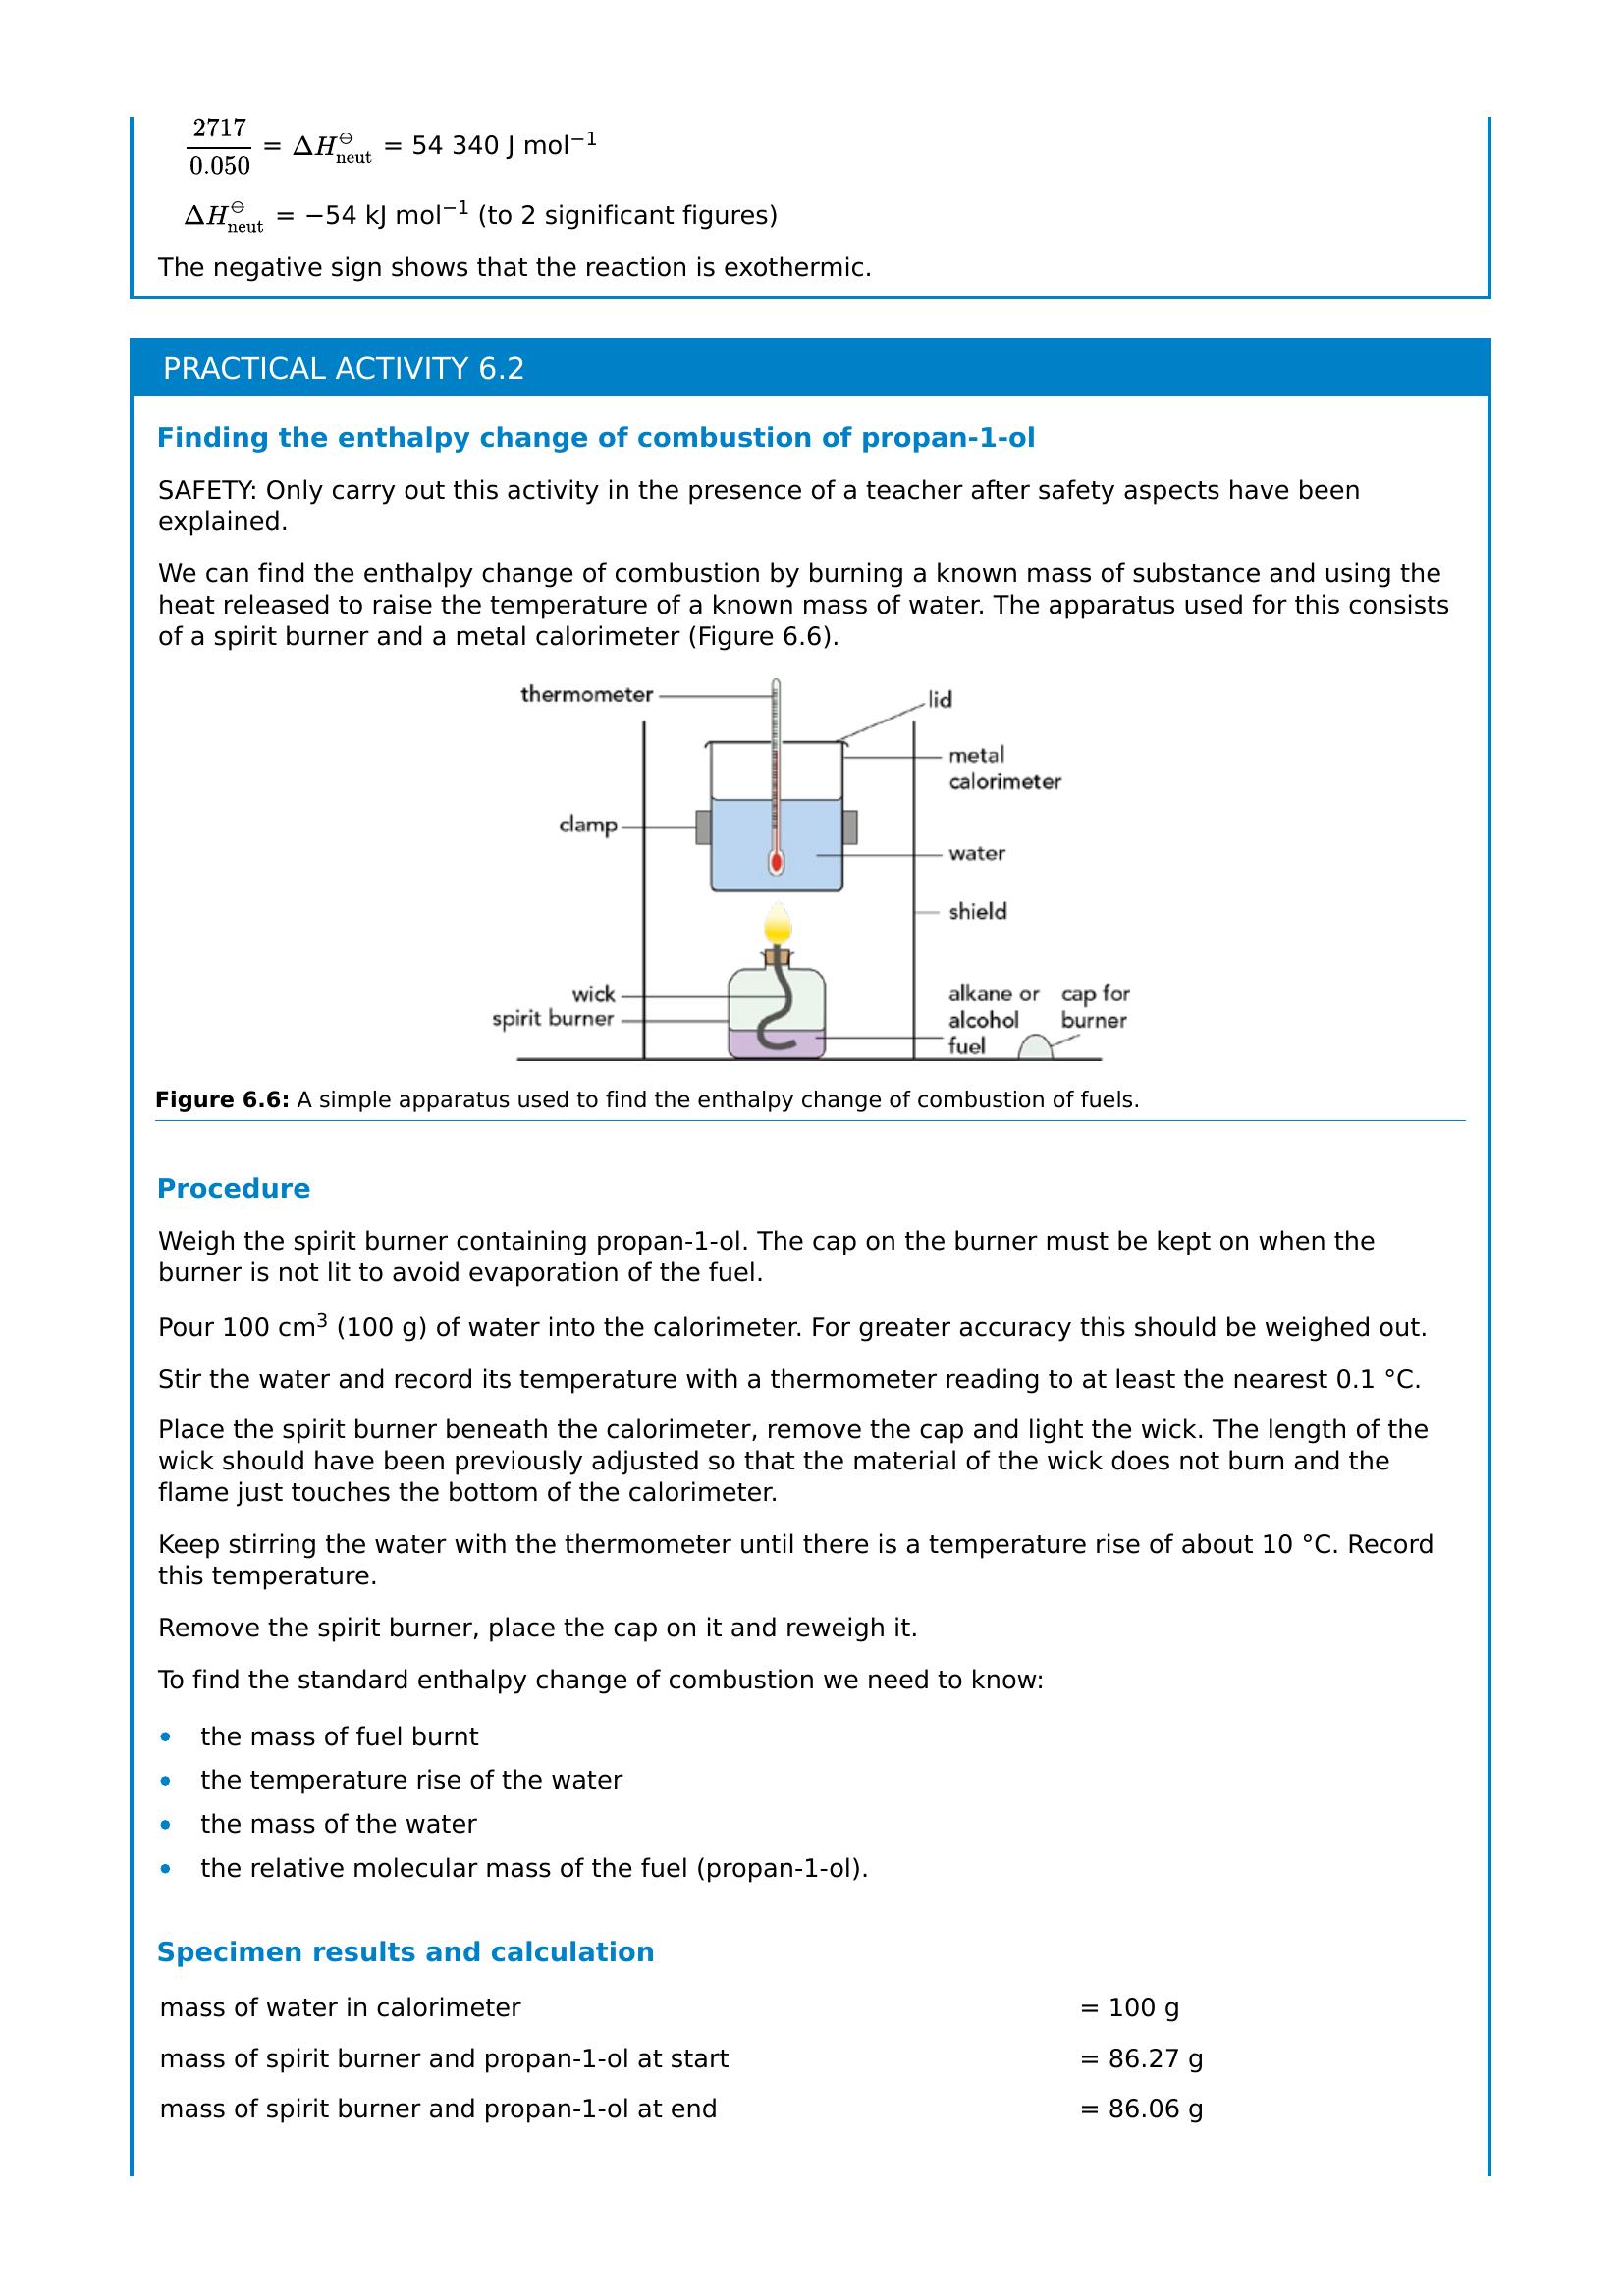 2717
0.050 = ΔH⦵neut = 54 340 J mol−1
ΔH⦵neut = −54 kJ mol−1 (to 2 significant figures)
The negative sign shows that the reaction is exothermic.
PRACTICAL ACTIVITY 6.2
Finding the enthalpy change of combustion of propan-1-ol
SAFETY: Only carry out this activity in the presence of a teacher after safety aspects have been
explained.
We can find the enthalpy change of combustion by burning a known mass of substance and using the
heat released to raise the temperature of a known mass of water. The apparatus used for this consists
of a spirit burner and a metal calorimeter (Figure 6.6).
thermometer
lid
metal
calorimeter
clamp
water
shield
wick
spirit burner
alkane or
alcohol
fuel
cap for
burner
Figure 6.6: A simple apparatus used to find the enthalpy change of combustion of fuels.
Procedure
Weigh the spirit burner containing propan-1-ol. The cap on the burner must be kept on when the
burner is not lit to avoid evaporation of the fuel.
Pour 100 cm3 (100 g) of water into the calorimeter. For greater accuracy this should be weighed out.
Stir the water and record its temperature with a thermometer reading to at least the nearest 0.1 °C.
Place the spirit burner beneath the calorimeter, remove the cap and light the wick. The length of the
wick should have been previously adjusted so that the material of the wick does not burn and the
flame just touches the bottom of the calorimeter.
Keep stirring the water with the thermometer until there is a temperature rise of about 10 °C. Record
this temperature.
Remove the spirit burner, place the cap on it and reweigh it.
To find the standard enthalpy change of combustion we need to know:
• the mass of fuel burnt
• the temperature rise of the water
• the mass of the water
• the relative molecular mass of the fuel (propan-1-ol).
Specimen results and calculation
mass of water in calorimeter = 100 g
mass of spirit burner and propan-1-ol at start = 86.27 g
mass of spirit burner and propan-1-ol at end = 86.06 g